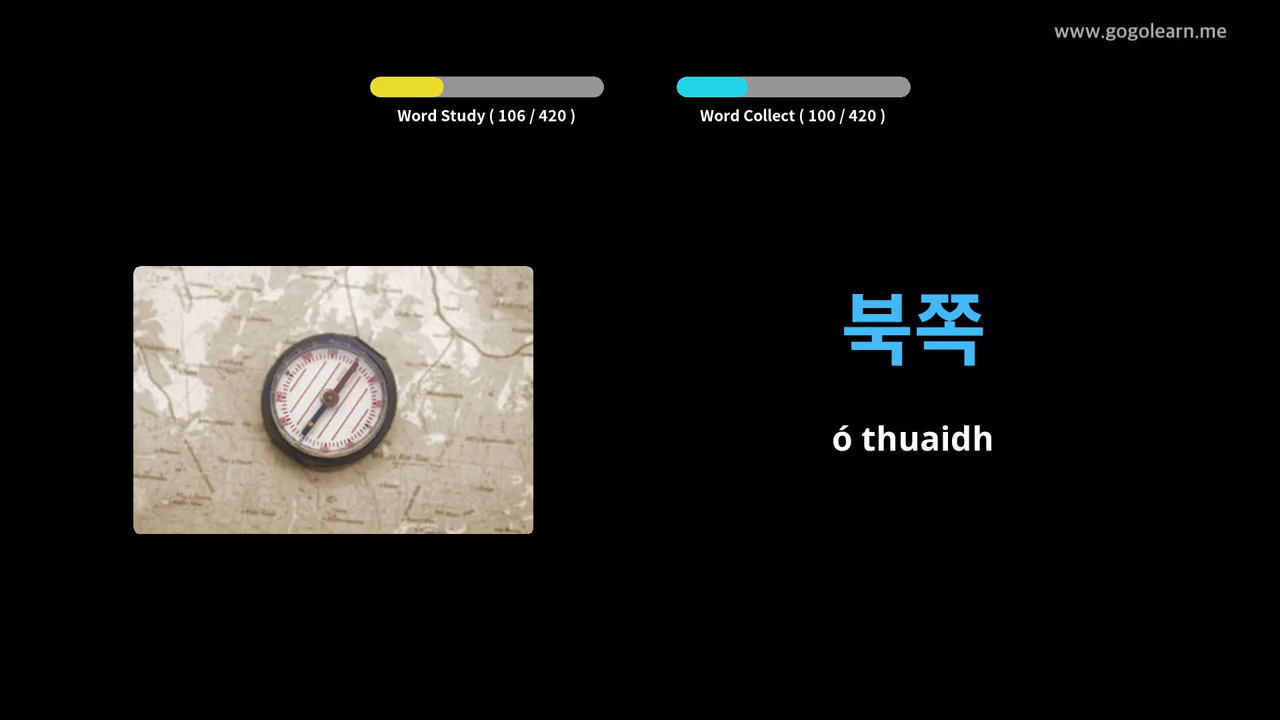 www.gogolearn.me
Word Study ( 106 / 420 )
Word Collect ( 100 / 420 )
북쪽
ó thuaidh